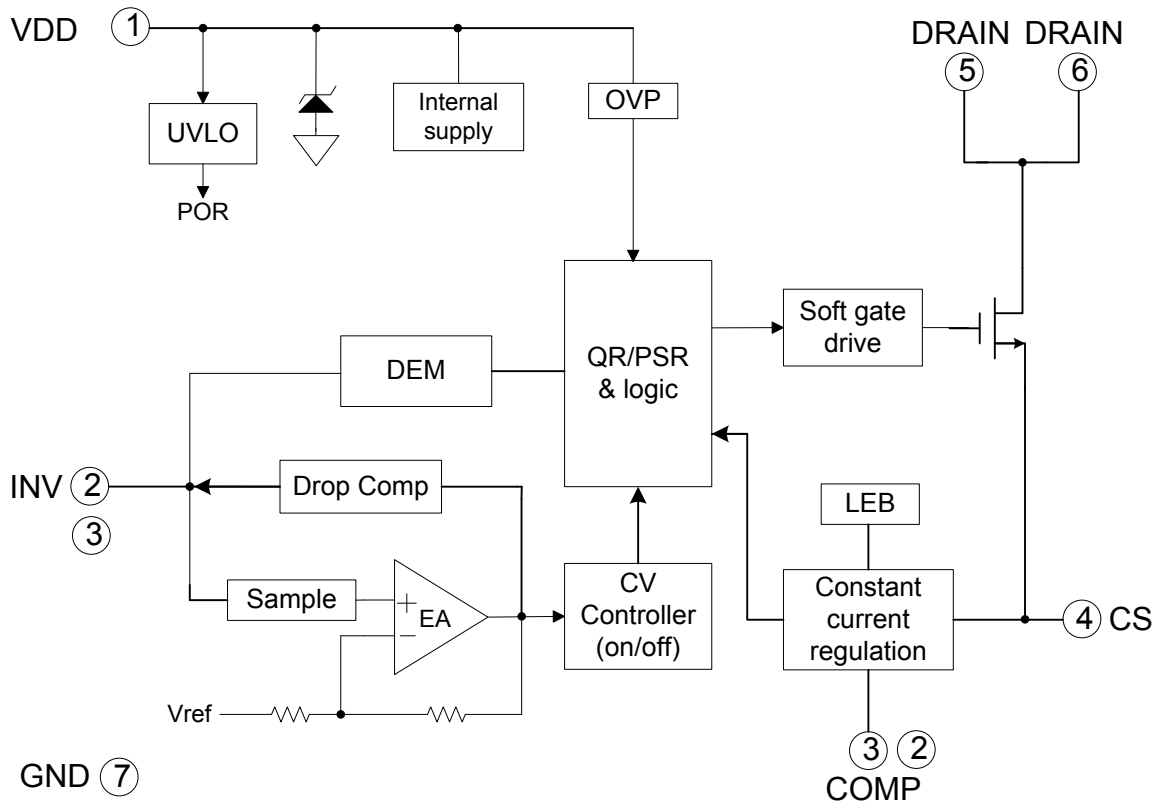 VDD 1
DRAIN DRAIN
5 6
UVLO
POR
Internal
supply
OVP
DEM
QR/PSR
& logic
Soft gate
drive
INV 2
3
Drop Comp
Sample
+
EA
−
Vref
CV
Controller
(on/off)
LEB
Constant
current
regulation
4 CS
3 2
COMP
GND 7